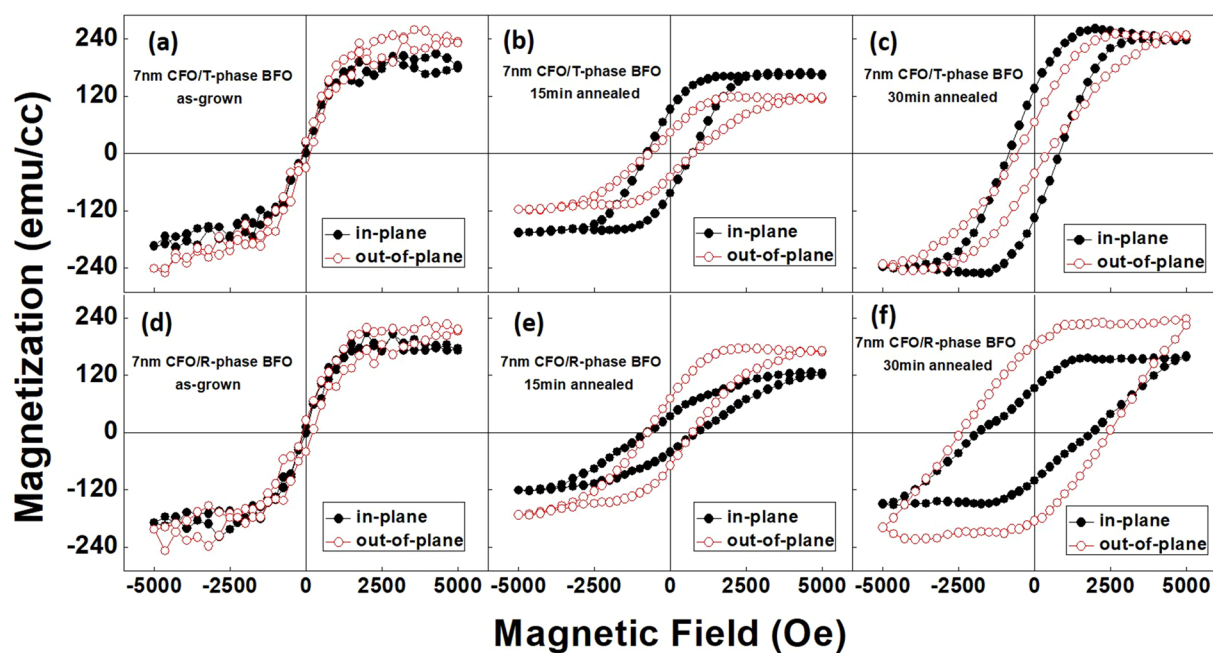 Magnetization (emu/cc)
240
120
0
-120
-240
(a)
7nm CFO/T-phase BFO
as-grown
in-plane
out-of-plane
(b)
7nm CFO/T-phase BFO
15min annealed
in-plane
out-of-plane
(c)
7nm CFO/T-phase BFO
30min annealed
in-plane
out-of-plane
240
120
0
-120
-240
(d)
7nm CFO/R-phase BFO
as-grown
in-plane
out-of-plane
(e)
7nm CFO/R-phase BFO
15min annealed
in-plane
out-of-plane
(f)
7nm CFO/R-phase BFO
30min annealed
in-plane
out-of-plane
-5000 -2500 0 2500 5000
-5000 -2500 0 2500 5000
-5000 -2500 0 2500 5000
Magnetic Field (Oe)